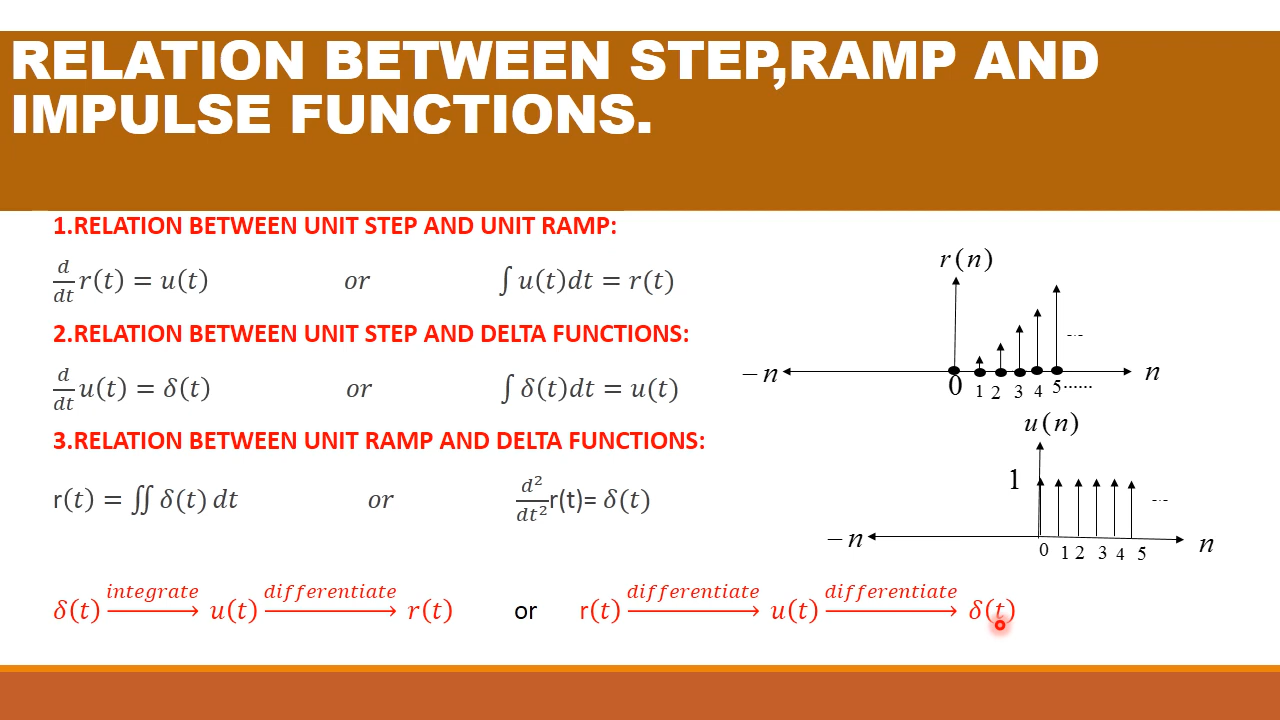 RELATION BETWEEN STEP,RAMP AND
IMPULSE FUNCTIONS.
1.RELATION BETWEEN UNIT STEP AND UNIT RAMP:
d/dt r(t) = u(t) or ∫ u(t)dt = r(t)
2.RELATION BETWEEN UNIT STEP AND DELTA FUNCTIONS:
d/dt u(t) = δ(t) or ∫ δ(t)dt = u(t)
3.RELATION BETWEEN UNIT RAMP AND DELTA FUNCTIONS:
r(t) = ∬ δ(t) dt or d²/dt² r(t)= δ(t)
δ(t) integrate→ u(t) differentiate→ r(t) or r(t) differentiate→ u(t) differentiate→ δ(t)
r(n)
−n n
0 1 2 3 4 5......
u(n)
1
−n n
0 1 2 3 4 5